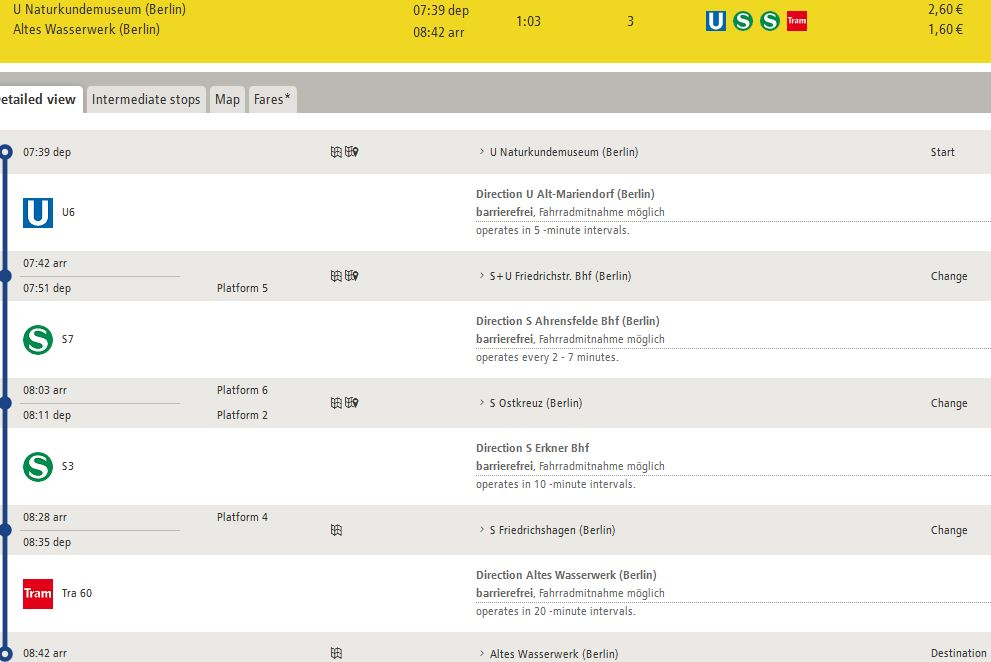 U Naturkundemuseum (Berlin)
Altes Wasserwerk (Berlin)
07:39 dep
08:42 arr
1:03
3
U S S Tram
2,60 €
1,60 €
etailed view Intermediate stops Map Fares*
07:39 dep › U Naturkundemuseum (Berlin) Start
U U6
Direction U Alt-Mariendorf (Berlin)
barrierefrei, Fahrradmitnahme möglich
operates in 5 -minute intervals.
07:42 arr
07:51 dep Platform 5
› S+U Friedrichstr. Bhf (Berlin) Change
S S7
Direction S Ahrensfelde Bhf (Berlin)
barrierefrei, Fahrradmitnahme möglich
operates every 2 - 7 minutes.
08:03 arr Platform 6
08:11 dep Platform 2
› S Ostkreuz (Berlin) Change
S S3
Direction S Erkner Bhf
barrierefrei, Fahrradmitnahme möglich
operates in 10 -minute intervals.
08:28 arr Platform 4
08:35 dep
› S Friedrichshagen (Berlin) Change
Tram Tra 60
Direction Altes Wasserwerk (Berlin)
barrierefrei, Fahrradmitnahme möglich
operates in 20 -minute intervals.
08:42 arr › Altes Wasserwerk (Berlin) Destination